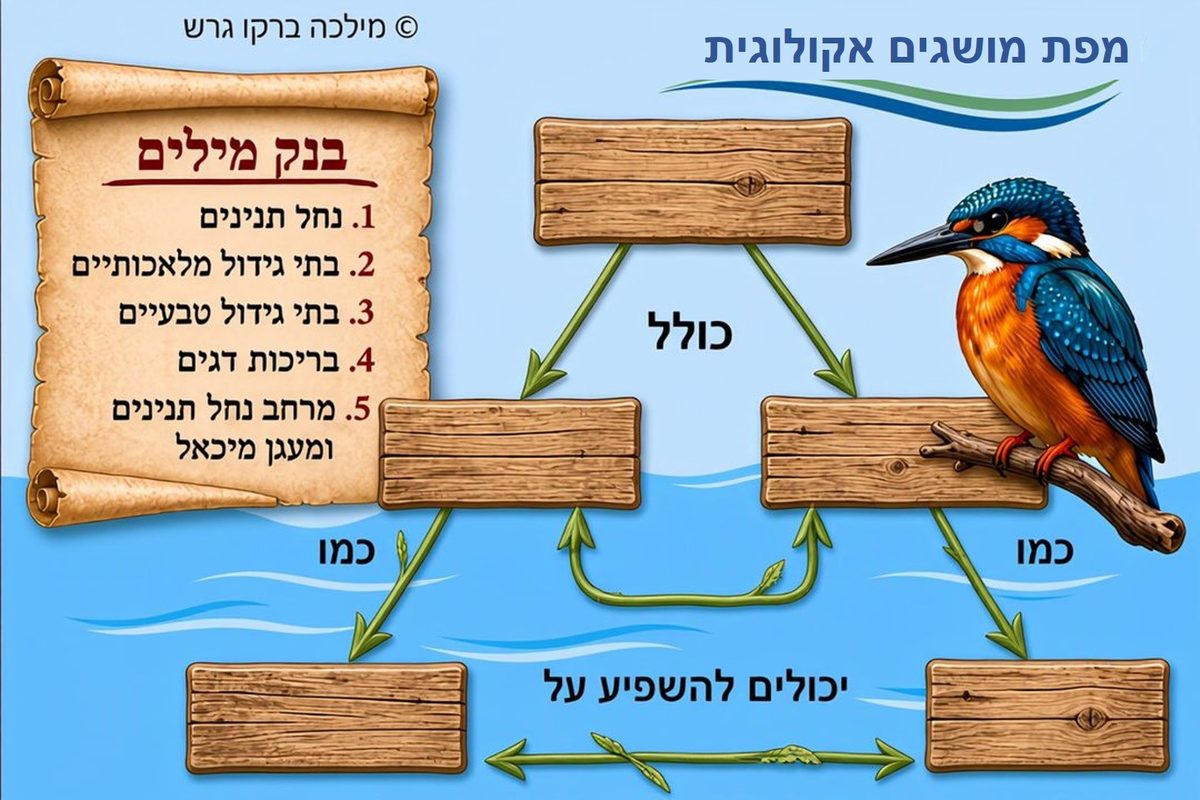 © מילכה ברקו גרש
מפת מושגים אקולוגית
בנק מילים
1. נחל תנינים
2. בתי גידול מלאכותיים
3. בתי גידול טבעיים
4. בריכות דגים
5. מרחב נחל תנינים
ומעגן מיכאל
כולל
כמו
כמו
יכולים להשפיע על